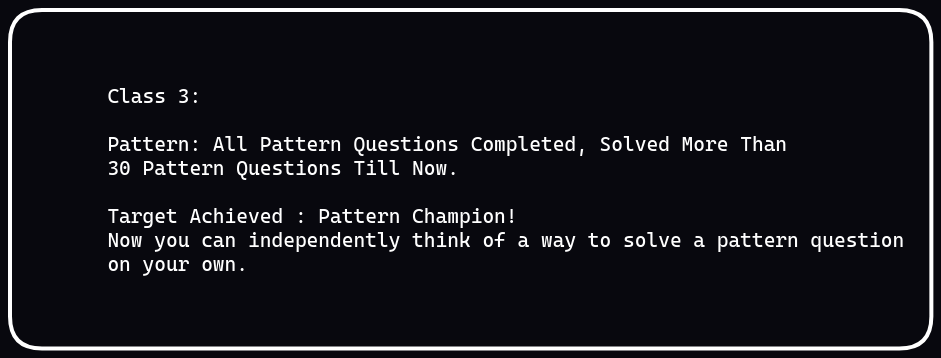 Class 3:
Pattern: All Pattern Questions Completed, Solved More Than
30 Pattern Questions Till Now.
Target Achieved : Pattern Champion!
Now you can independently think of a way to solve a pattern question
on your own.